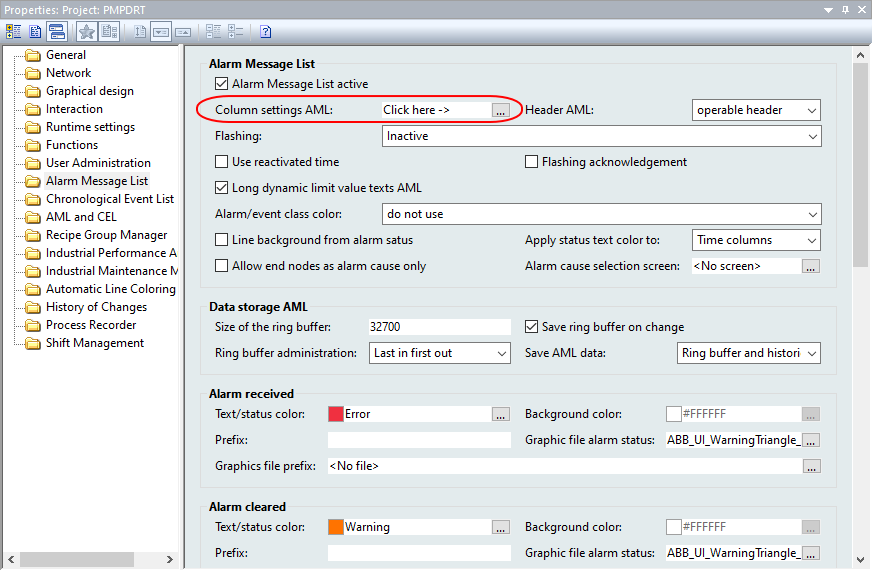 Properties: Project: PMPDRT
General
Network
Graphical design
Interaction
Runtime settings
Functions
User Administration
Alarm Message List
Chronological Event List
AML and CEL
Recipe Group Manager
Industrial Performance A
Industrial Maintenance M
Automatic Line Coloring
History of Changes
Process Recorder
Shift Management
Alarm Message List
Alarm Message List active
Column settings AML: Click here -> ... Header AML: operable header
Flashing: Inactive
Use reactivated time Flashing acknowledgement
Long dynamic limit value texts AML
Alarm/event class color: do not use
Line background from alarm satus Apply status text color to: Time columns
Allow end nodes as alarm cause only Alarm cause selection screen: <No screen> ...
Data storage AML
Size of the ring buffer: 32700 Save ring buffer on change
Ring buffer administration: Last in first out Save AML data: Ring buffer and histori
Alarm received
Text/status color: Error ... Background color: #FFFFFF ...
Prefix: Graphic file alarm status: ABB_UI_WarningTriangle_ ...
Graphics file prefix: <No file> ...
Alarm cleared
Text/status color: Warning ... Background color: #FFFFFF ...
Prefix: Graphic file alarm status: ABB_UI_WarningTriangle_ ...